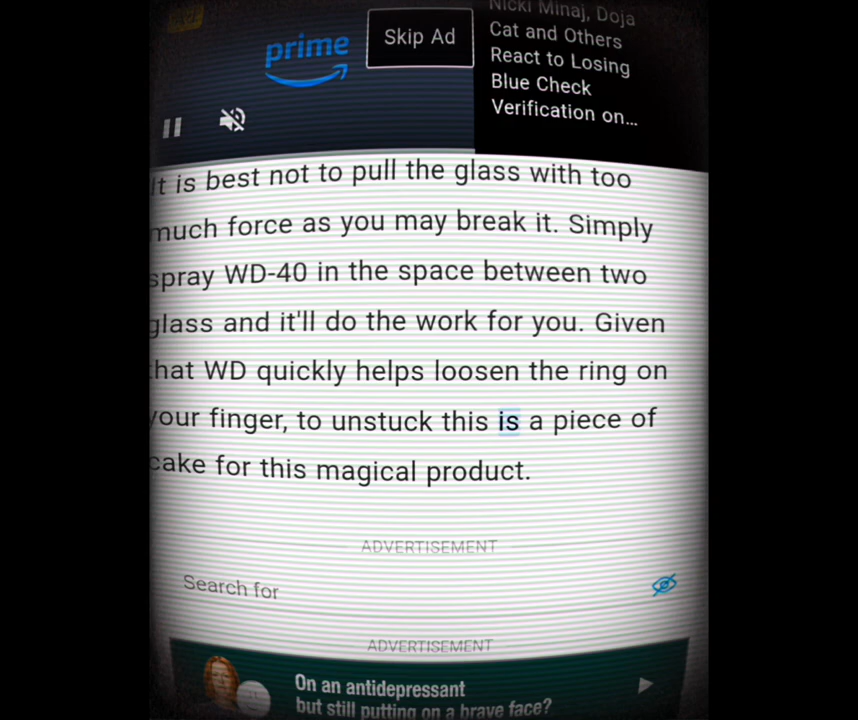 prime
Skip Ad
Nicki Minaj, Doja
Cat and Others
React to Losing
Blue Check
Verification on…
It is best not to pull the glass with too
much force as you may break it. Simply
spray WD-40 in the space between two
glass and it'll do the work for you. Given
that WD quickly helps loosen the ring on
your finger, to unstuck this is a piece of
cake for this magical product.
ADVERTISEMENT
Search for
ADVERTISEMENT
On an antidepressant
but still putting on a brave face?